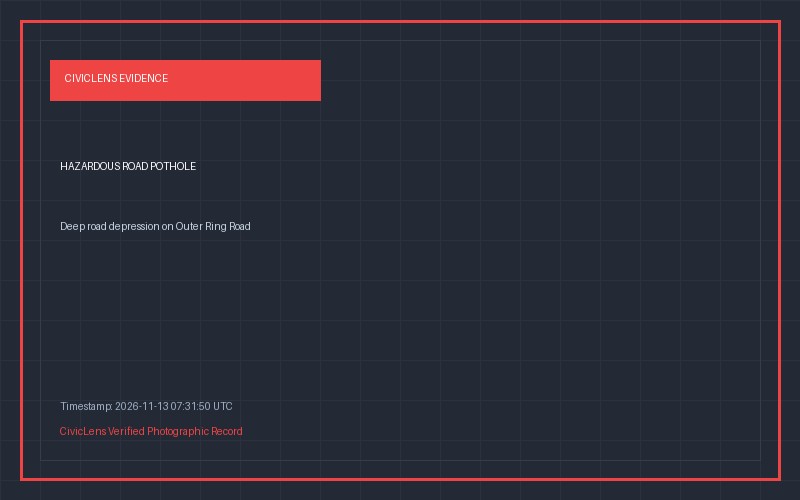 CIVICLENS EVIDENCE
HAZARDOUS ROAD POTHOLE
Deep road depression on Outer Ring Road
Timestamp: 2026-11-13 07:31:50 UTC
CivicLens Verified Photographic Record